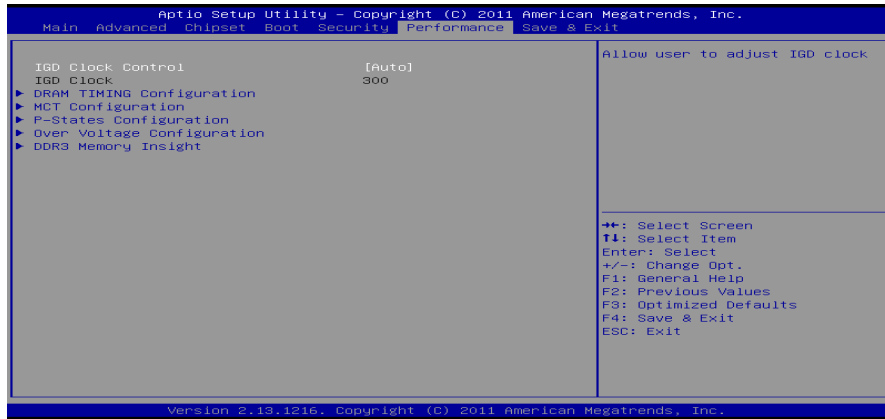 Aptio Setup Utility – Copyright (C) 2011 American Megatrends, Inc.
Main Advanced Chipset Boot Security Performance Save & Exit
IGD Clock Control [Auto]
IGD Clock 300
► DRAM TIMING Configuration
► MCT Configuration
► P-States Configuration
► Over Voltage Configuration
► DDR3 Memory Insight
Allow user to adjust IGD clock
→←: Select Screen
↑↓: Select Item
Enter: Select
+/-: Change Opt.
F1: General Help
F2: Previous Values
F3: Optimized Defaults
F4: Save & Exit
ESC: Exit
Version 2.13.1216. Copyright (C) 2011 American Megatrends, Inc.